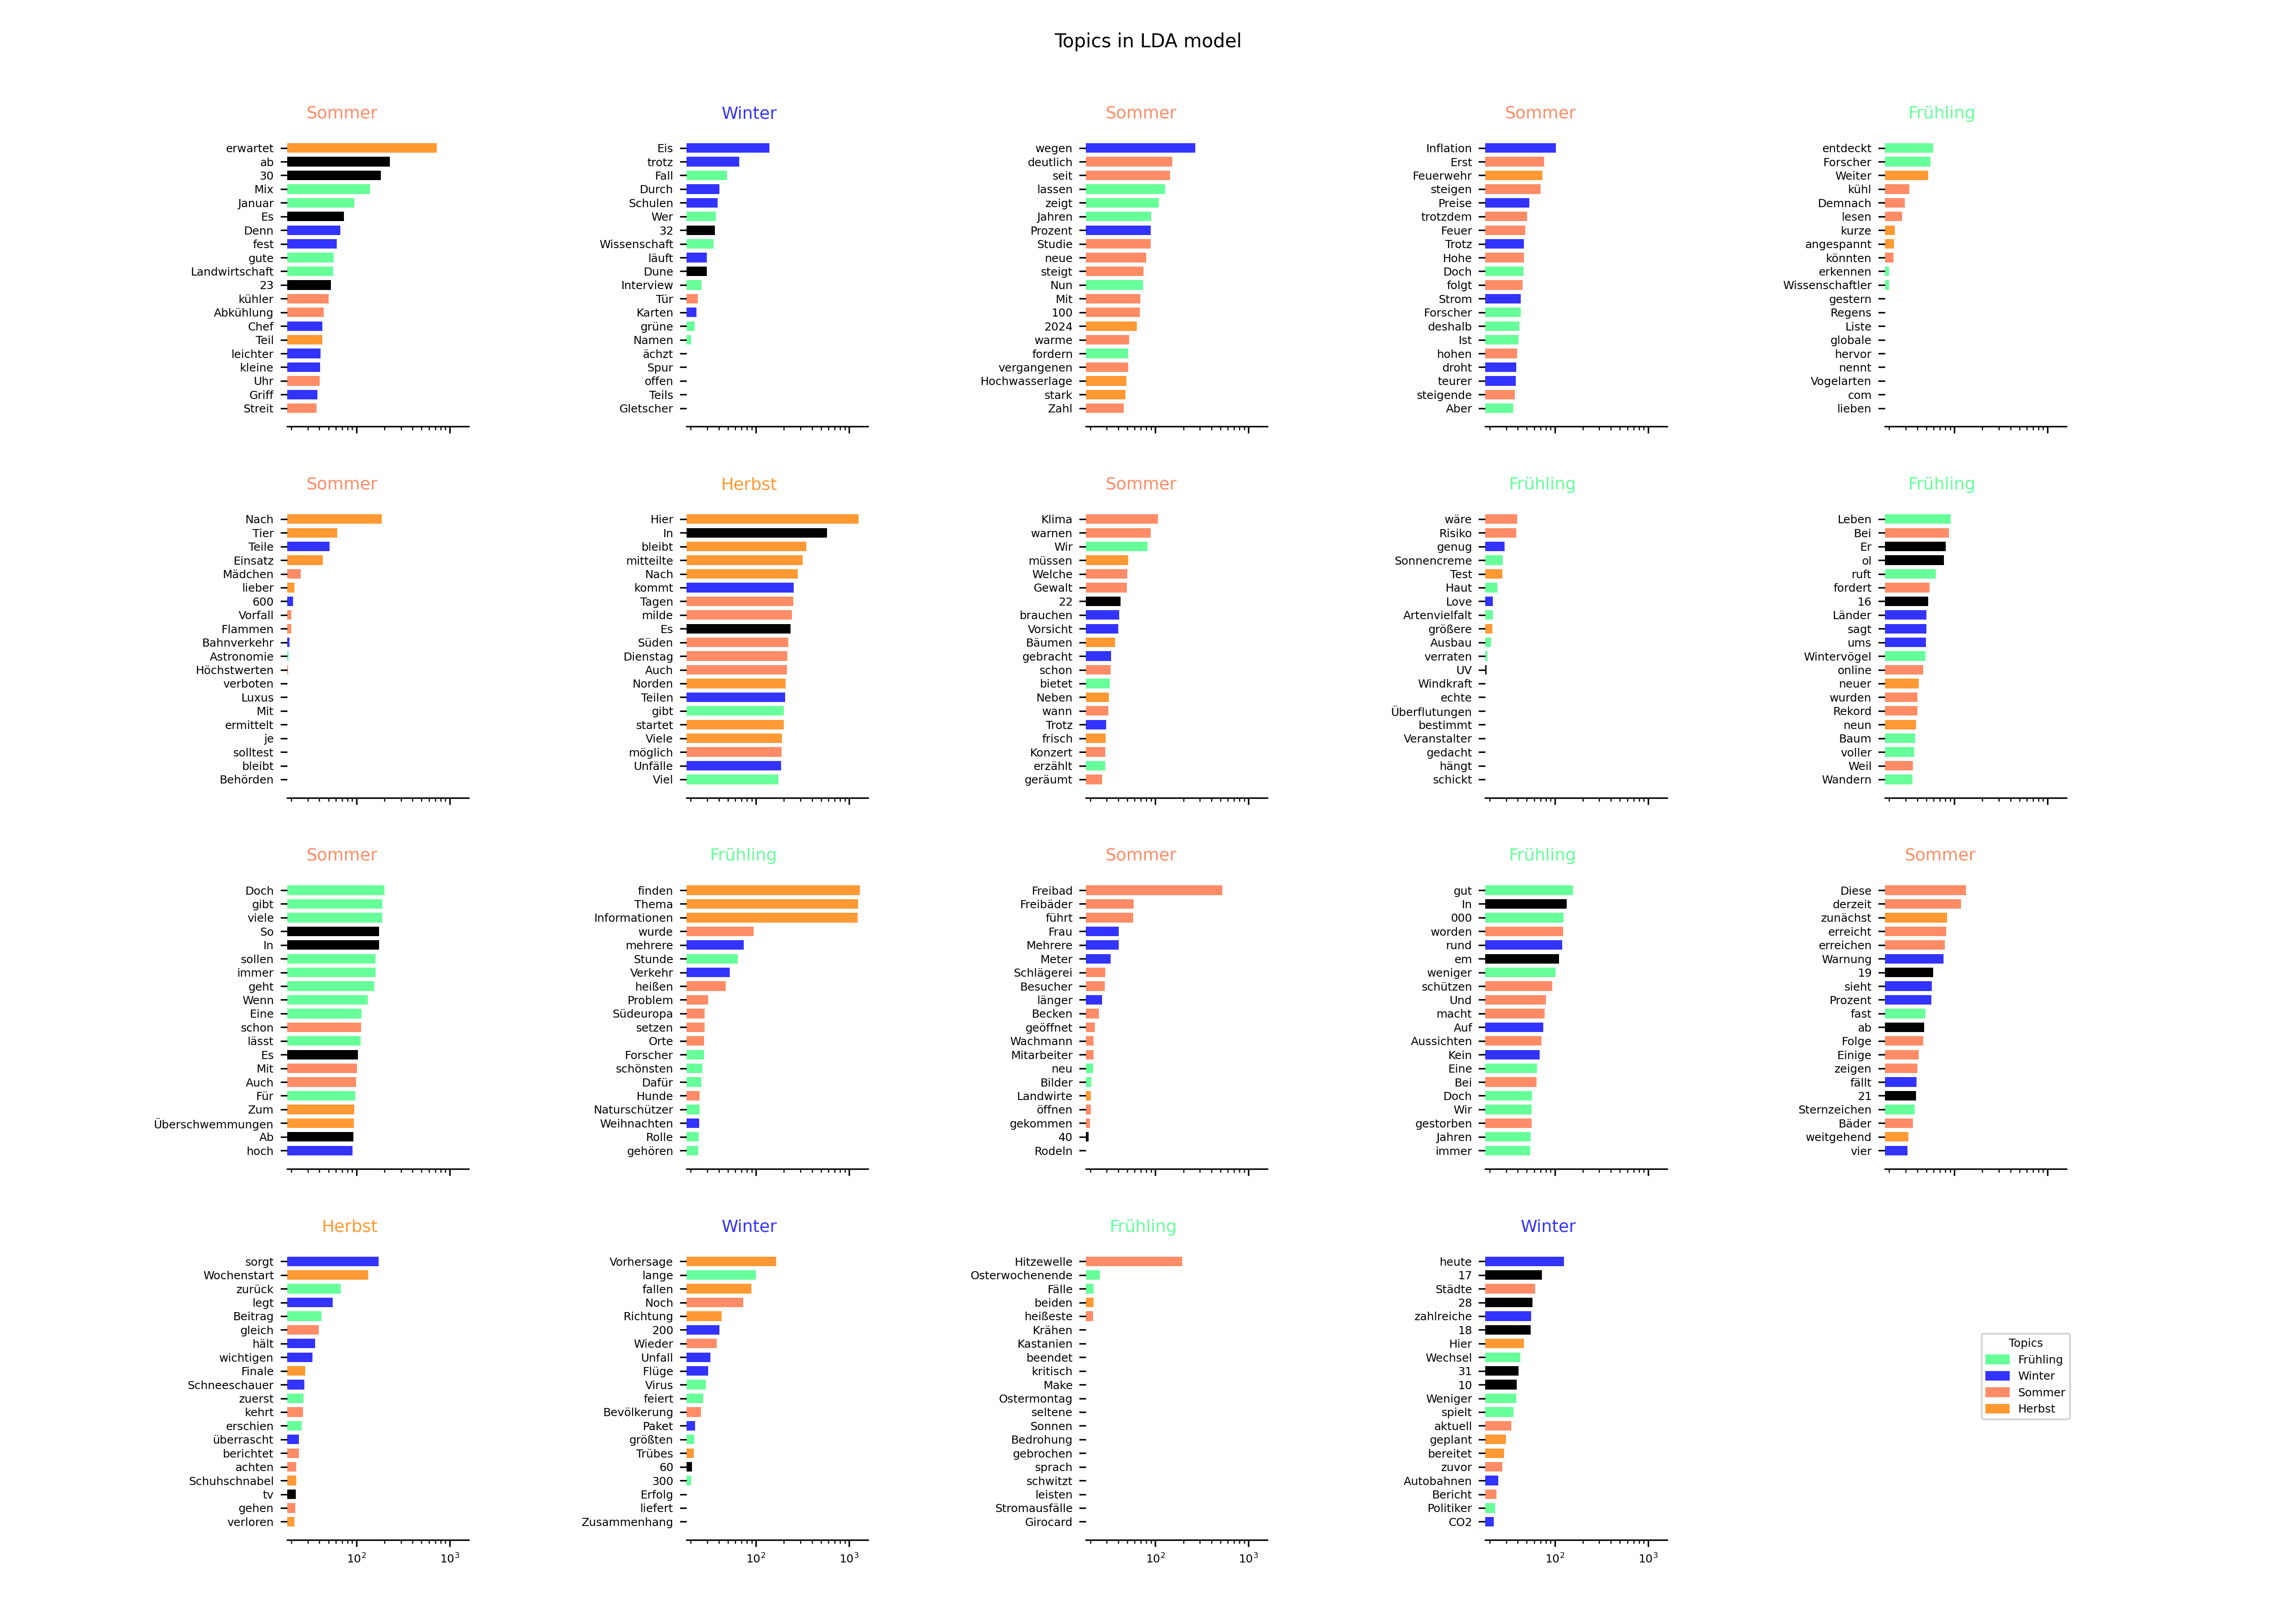 Topics in LDA model
Sommer
erwartet
ab
30
Mix
Januar
Es
Denn
fest
gute
Landwirtschaft
23
kühler
Abkühlung
Chef
Teil
leichter
kleine
Uhr
Griff
Streit
Winter
Eis
trotz
Fall
Durch
Schulen
Wer
32
Wissenschaft
läuft
Dune
Interview
Tür
Karten
grüne
Namen
ächzt
Spur
offen
Teils
Gletscher
Sommer
wegen
deutlich
seit
lassen
zeigt
Jahren
Prozent
Studie
neue
steigt
Nun
Mit
100
2024
warme
fordern
vergangenen
Hochwasserlage
stark
Zahl
Sommer
Inflation
Erst
Feuerwehr
steigen
Preise
trotzdem
Feuer
Trotz
Hohe
Doch
folgt
Strom
Forscher
deshalb
Ist
hohen
droht
teurer
steigende
Aber
Frühling
entdeckt
Forscher
Weiter
kühl
Demnach
lesen
kurze
angespannt
könnten
erkennen
Wissenschaftler
gestern
Regens
Liste
globale
hervor
nennt
Vogelarten
com
lieben
Sommer
Nach
Tier
Teile
Einsatz
Mädchen
lieber
600
Vorfall
Flammen
Bahnverkehr
Astronomie
Höchstwerten
verboten
Luxus
Mit
ermittelt
je
solltest
bleibt
Behörden
Herbst
Hier
In
bleibt
mitteilte
Nach
kommt
Tagen
milde
Es
Süden
Dienstag
Auch
Norden
Teilen
gibt
startet
Viele
möglich
Unfälle
Viel
Sommer
Klima
warnen
Wir
müssen
Welche
Gewalt
22
brauchen
Vorsicht
Bäumen
gebracht
schon
bietet
Neben
wann
Trotz
frisch
Konzert
erzählt
geräumt
Frühling
wäre
Risiko
genug
Sonnencreme
Test
Haut
Love
Artenvielfalt
größere
Ausbau
verraten
UV
Windkraft
echte
Überflutungen
bestimmt
Veranstalter
gedacht
hängt
schickt
Frühling
Leben
Bei
Er
ol
ruft
fordert
16
Länder
sagt
ums
Wintervögel
online
neuer
wurden
Rekord
neun
Baum
voller
Weil
Wandern
Sommer
Doch
gibt
viele
So
In
sollen
immer
geht
Wenn
Eine
schon
lässt
Es
Mit
Auch
Für
Zum
Überschwemmungen
Ab
hoch
Frühling
finden
Thema
Informationen
wurde
mehrere
Stunde
Verkehr
heißen
Problem
Südeuropa
setzen
Orte
Forscher
schönsten
Dafür
Hunde
Naturschützer
Weihnachten
Rolle
gehören
Sommer
Freibad
Freibäder
führt
Frau
Mehrere
Meter
Schlägerei
Besucher
länger
Becken
geöffnet
Wachmann
Mitarbeiter
neu
Bilder
Landwirte
öffnen
gekommen
40
Rodeln
Frühling
gut
In
000
worden
rund
em
weniger
schützen
Und
macht
Auf
Aussichten
Kein
Eine
Bei
Doch
Wir
gestorben
Jahren
immer
Sommer
Diese
derzeit
zunächst
erreicht
erreichen
Warnung
19
sieht
Prozent
fast
ab
Folge
Einige
zeigen
fällt
21
Sternzeichen
Bäder
weitgehend
vier
Herbst
sorgt
Wochenstart
zurück
legt
Beitrag
gleich
hält
wichtigen
Finale
Schneeschauer
zuerst
kehrt
erschien
überrascht
berichtet
achten
Schuhschnabel
tv
gehen
verloren
10² 10³
Winter
Vorhersage
lange
fallen
Noch
Richtung
200
Wieder
Unfall
Flüge
Virus
feiert
Bevölkerung
Paket
größten
Trübes
60
300
Erfolg
liefert
Zusammenhang
10² 10³
Frühling
Hitzewelle
Osterwochenende
Fälle
beiden
heißeste
Krähen
Kastanien
beendet
kritisch
Make
Ostermontag
seltene
Sonnen
Bedrohung
gebrochen
sprach
schwitzt
leisten
Stromausfälle
Girocard
10² 10³
Winter
heute
17
Städte
28
zahlreiche
18
Hier
Wechsel
31
10
Weniger
spielt
aktuell
geplant
bereitet
zuvor
Autobahnen
Bericht
Politiker
CO2
10² 10³
Topics
Frühling
Winter
Sommer
Herbst